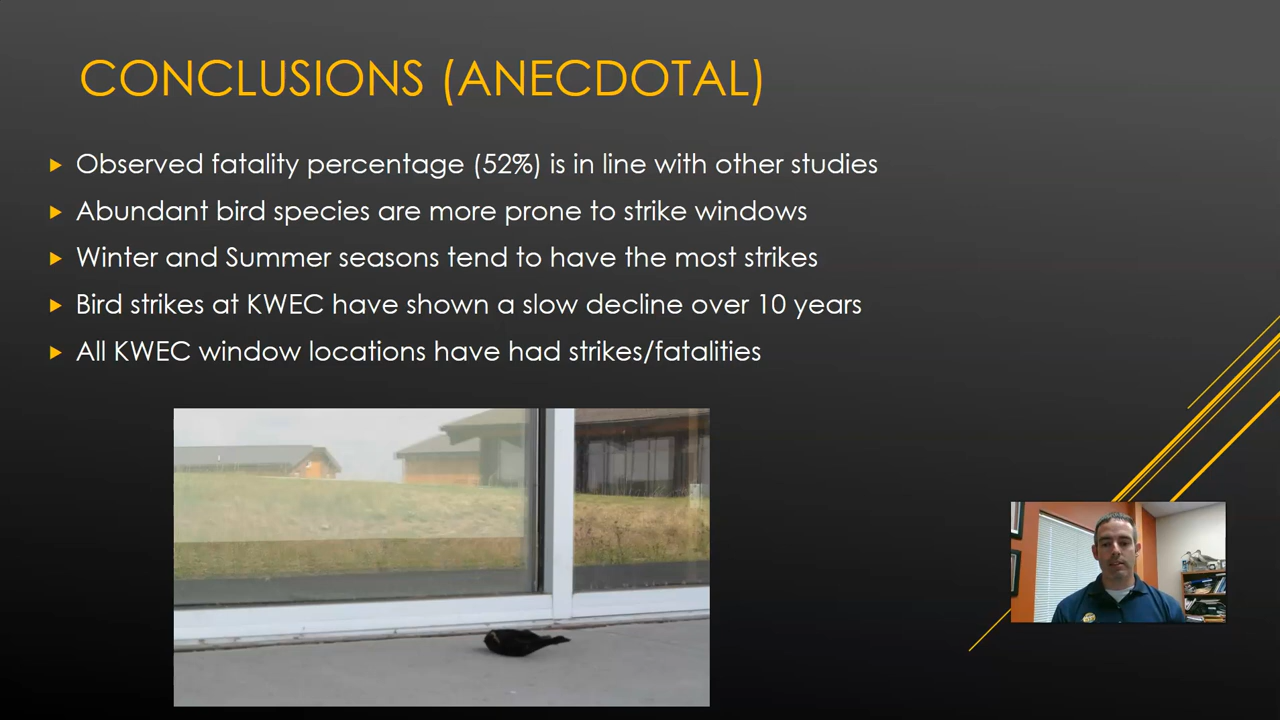 CONCLUSIONS (ANECDOTAL)
Observed fatality percentage (52%) is in line with other studies
Abundant bird species are more prone to strike windows
Winter and Summer seasons tend to have the most strikes
Bird strikes at KWEC have shown a slow decline over 10 years
All KWEC window locations have had strikes/fatalities